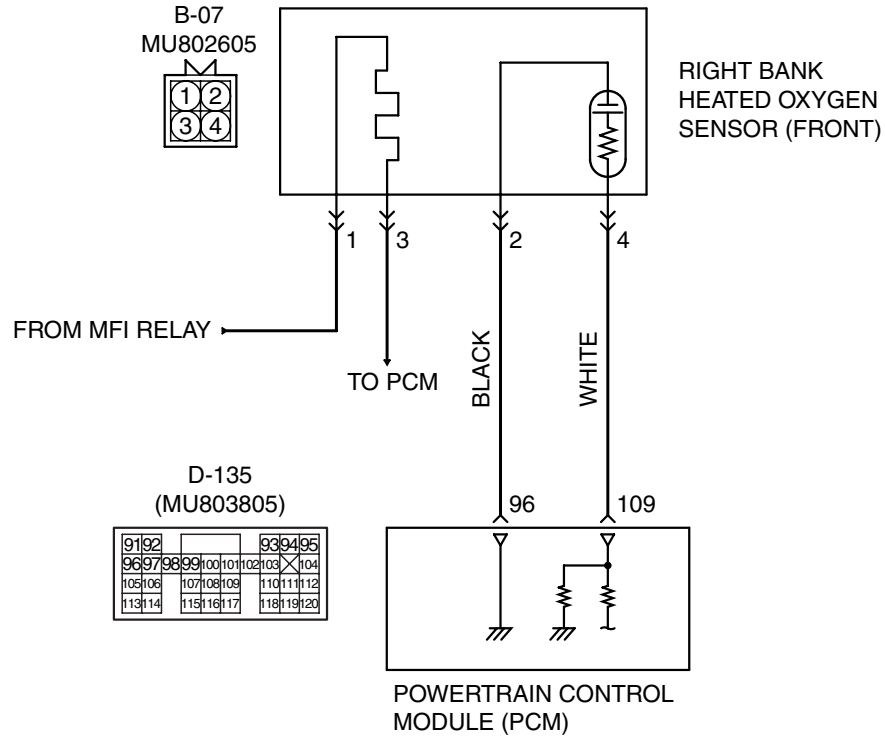 B-07
MU802605
1 2
3 4
RIGHT BANK
HEATED OXYGEN
SENSOR (FRONT)
1 3 2 4
FROM MFI RELAY
TO PCM
BLACK
WHITE
D-135
(MU803805)
96 109
91 92 93 94 95
96 97 98 99 100 101 102 103 104
105 106 107 108 109 110 111 112
113 114 115 116 117 118 119 120
POWERTRAIN CONTROL
MODULE (PCM)